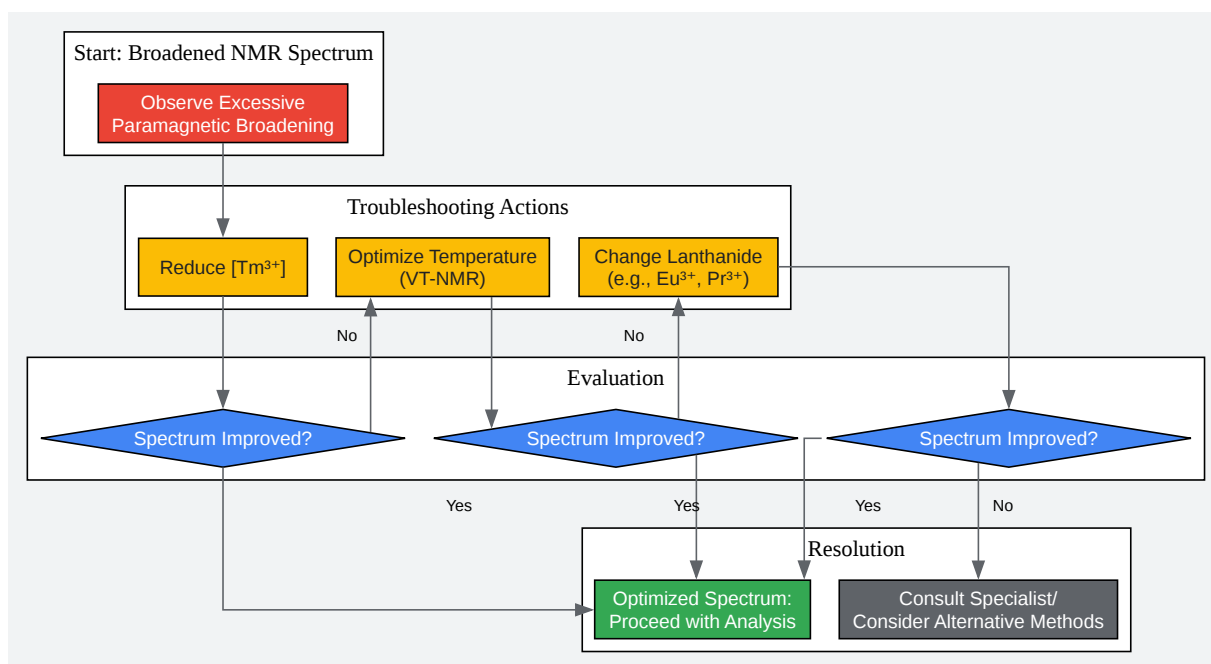 Start: Broadened NMR Spectrum
Observe Excessive
Paramagnetic Broadening
Troubleshooting Actions
Reduce [Tm³⁺]
Optimize Temperature
(VT-NMR)
Change Lanthanide
(e.g., Eu³⁺, Pr³⁺)
No
No
Evaluation
Spectrum Improved?
Spectrum Improved?
Spectrum Improved?
Yes
Yes
Yes
No
Resolution
Optimized Spectrum:
Proceed with Analysis
Consult Specialist/
Consider Alternative Methods